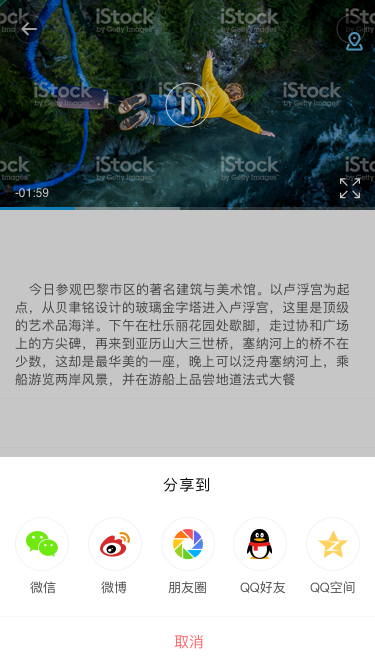 iStock iStock iStock
by Getty Images by Getty Images
iStock iStock iStock
by Getty Images by Getty Images by Getty Images
iStock iStock iStock
by Getty Images by Getty Images
-01:59
今日参观巴黎市区的著名建筑与美术馆。以卢浮宫为起
点，从贝聿铭设计的玻璃金字塔进入卢浮宫，这里是顶级
的艺术品海洋。下午在杜乐丽花园处歇脚，走过协和广场
上的方尖碑，再来到亚历山大三世桥，塞纳河上的桥不在
少数，这却是最华美的一座，晚上可以泛舟塞纳河上，乘
船游览两岸风景，并在游船上品尝地道法式大餐
分享到
微信 微博 朋友圈 QQ好友 QQ空间
取消